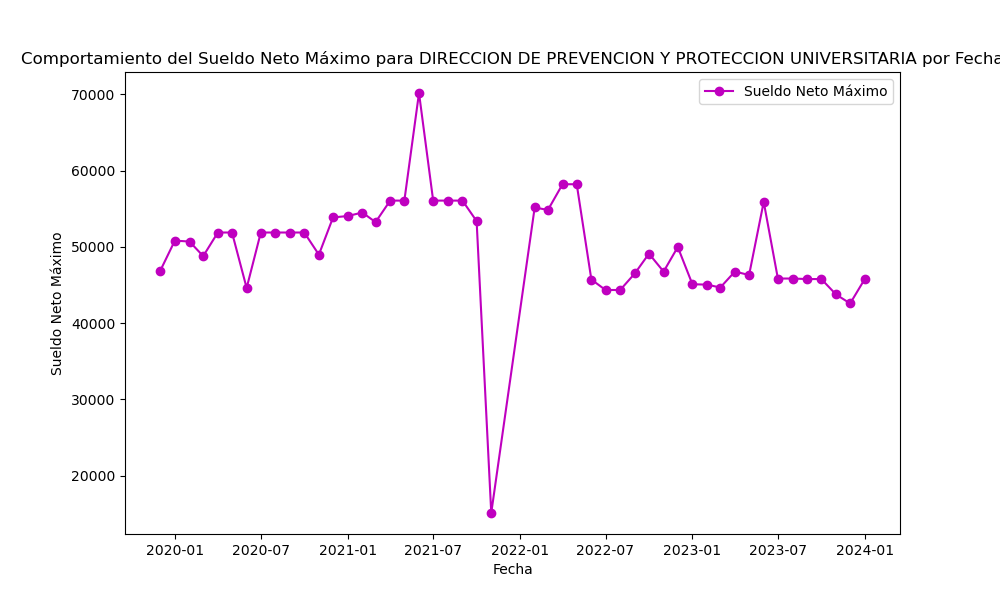 Comportamiento del Sueldo Neto Máximo para DIRECCION DE PREVENCION Y PROTECCION UNIVERSITARIA por Fecha
Sueldo Neto Máximo
70000
60000
50000
40000
30000
20000
Sueldo Neto Máximo
2020-01 2020-07 2021-01 2021-07 2022-01 2022-07 2023-01 2023-07 2024-01
Fecha